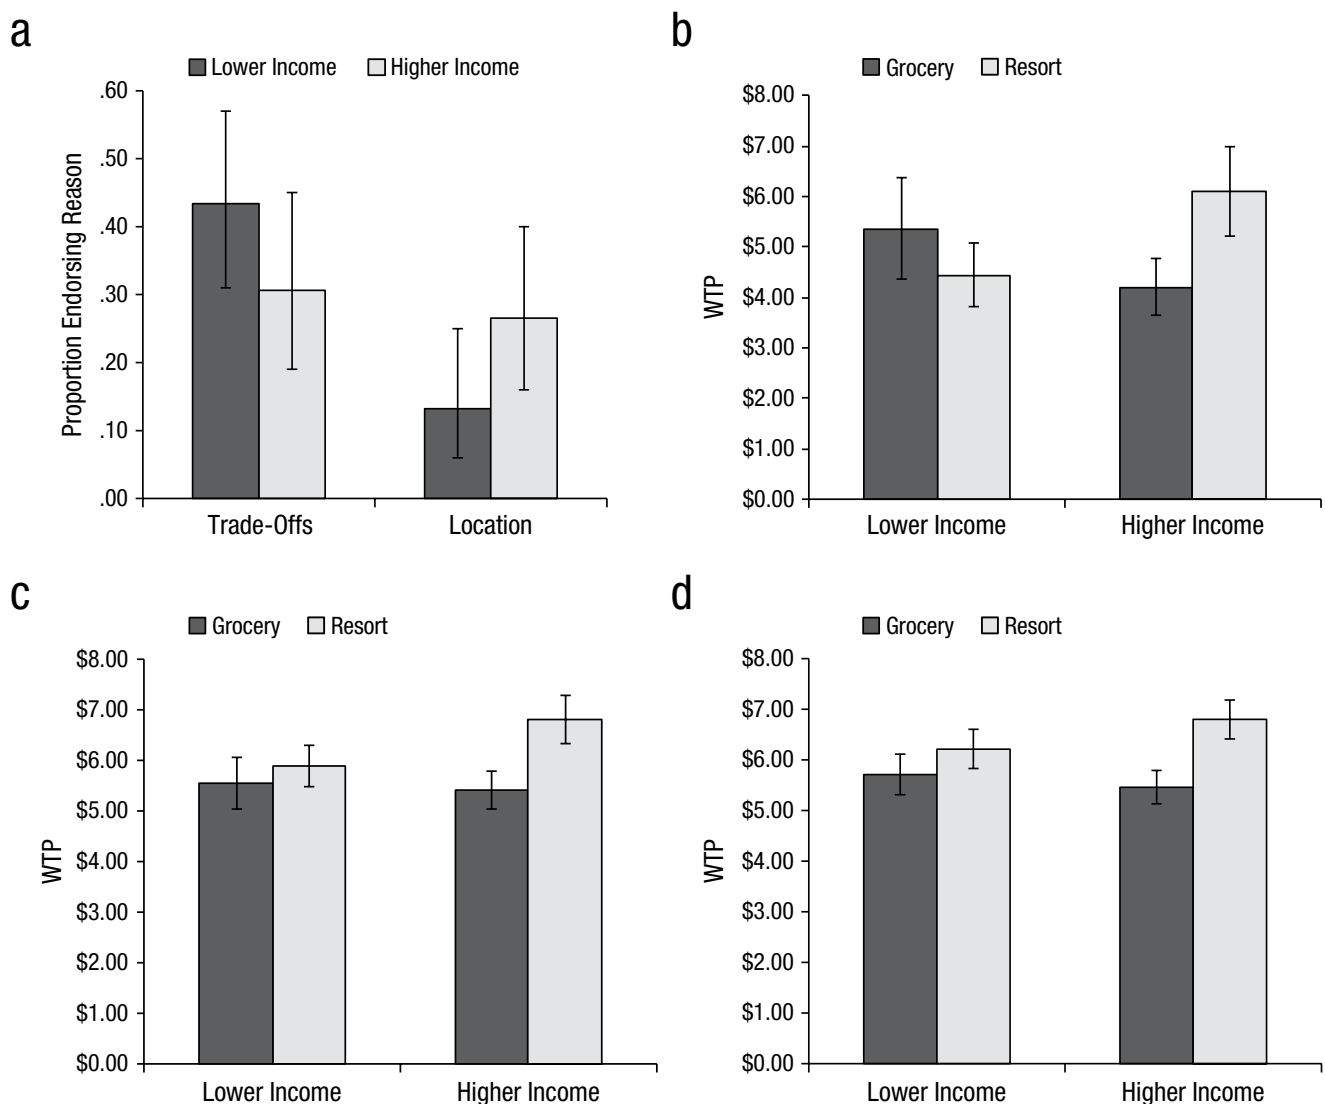 a
Lower Income Higher Income
.60
.50
.40
.30
.20
.10
.00
Proportion Endorsing Reason
Trade-Offs Location
b
Grocery Resort
$8.00
$7.00
$6.00
$5.00
$4.00
$3.00
$2.00
$1.00
$0.00
WTP
Lower Income Higher Income
c
Grocery Resort
$8.00
$7.00
$6.00
$5.00
$4.00
$3.00
$2.00
$1.00
$0.00
WTP
Lower Income Higher Income
d
Grocery Resort
$8.00
$7.00
$6.00
$5.00
$4.00
$3.00
$2.00
$1.00
$0.00
WTP
Lower Income Higher Income